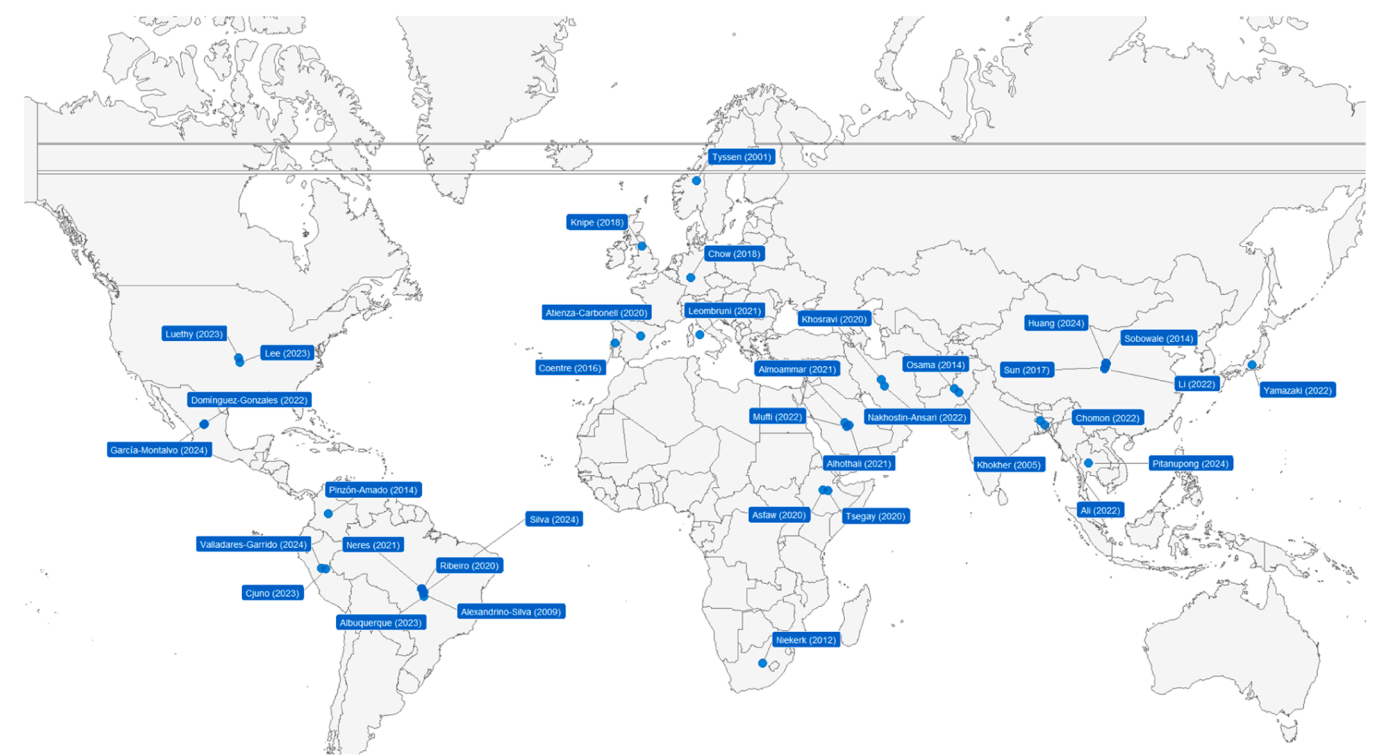 Tyssen (2001)
Knipe (2018)
Chow (2018)
Atienza-Carbonell (2020)
Leombruni (2021)
Khosravi (2020)
Huang (2024)
Luethy (2023)
Sobowale (2014)
Lee (2023)
Coentre (2016)
Almoammar (2021)
Osama (2014)
Sun (2017)
Li (2022)
Yamazaki (2022)
Domínguez-Gonzales (2022)
Mufti (2022)
Nakhostin-Ansari (2022)
Chomon (2022)
García-Montalvo (2024)
Alhothali (2021)
Khokher (2005)
Pitanupong (2024)
Pinzón-Amado (2014)
Ali (2022)
Silva (2024)
Asfaw (2020)
Tsegay (2020)
Valladares-Garrido (2024)
Neres (2021)
Ribeiro (2020)
Cjuno (2023)
Alexandrino-Silva (2009)
Albuquerque (2023)
Niekerk (2012)